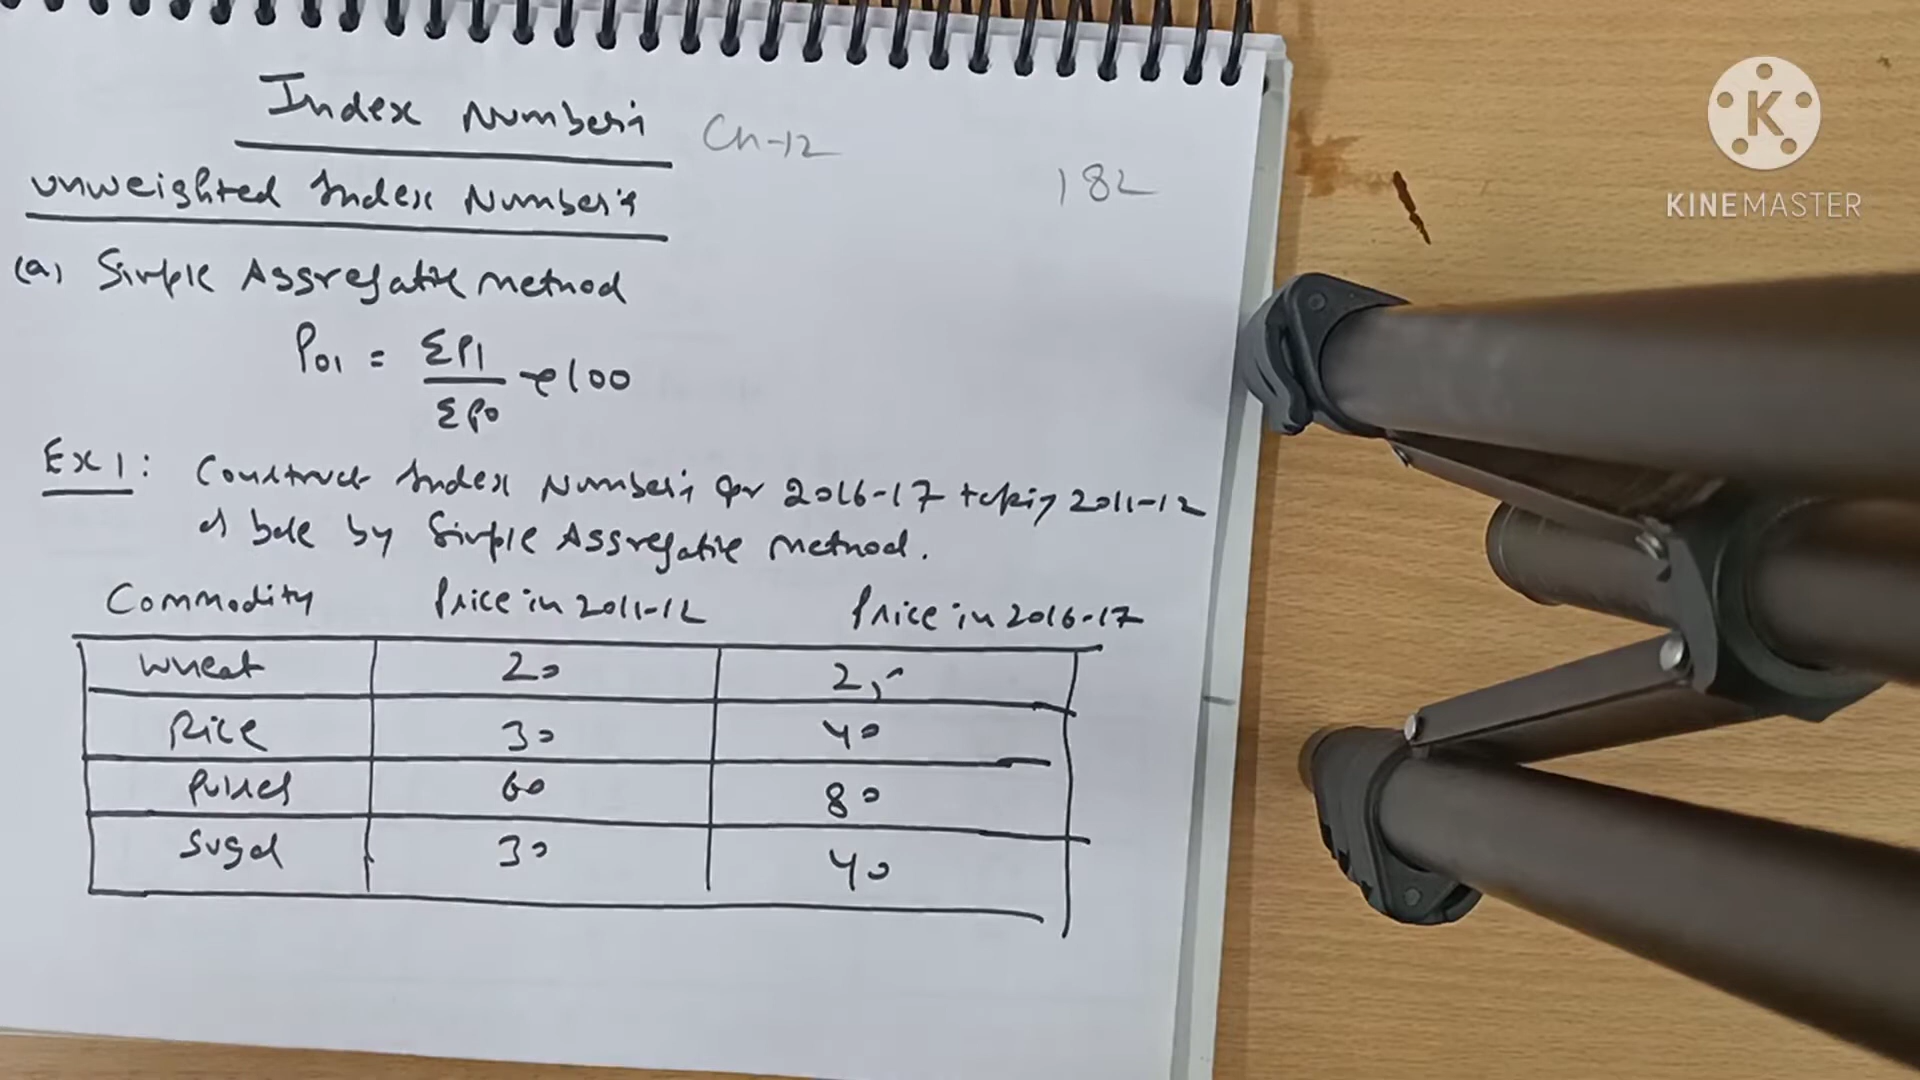 Index Numbers Ch-12
182
Unweighted Index Numbers
(a) Simple Aggregative Method
P01 = ΣP1 / ΣP0 × 100
Ex 1: Construct Index Numbers for 2016-17 taking 2011-12
as base by Simple Aggregative Method.
Commodity Price in 2011-12 Price in 2016-17
Wheat 20 25
Rice 30 40
Pulses 60 80
Sugar 30 40
K
KINEMASTER